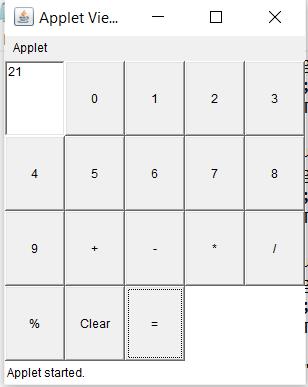 Applet Vie...
Applet
21 0 1 2 3
4 5 6 7 8
9 + - * /
% Clear =
Applet started.